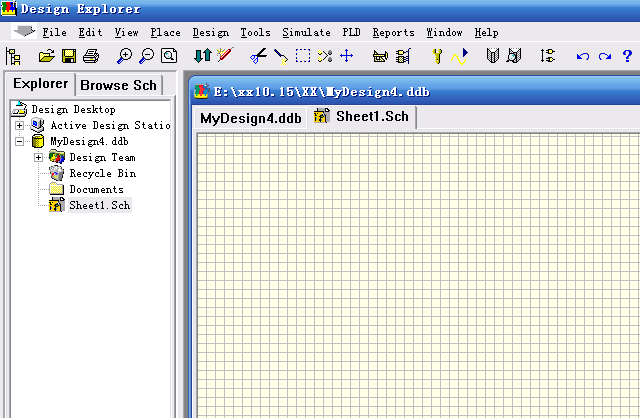 Design Explorer
File Edit View Place Design Tools Simulate PLD Reports Window Help
Explorer Browse Sch
Design Desktop
Active Design Statio
MyDesign4.ddb
Design Team
Recycle Bin
Documents
Sheet1.Sch
E:\xx10.15\XX\MyDesign4.ddb
MyDesign4.ddb Sheet1.Sch